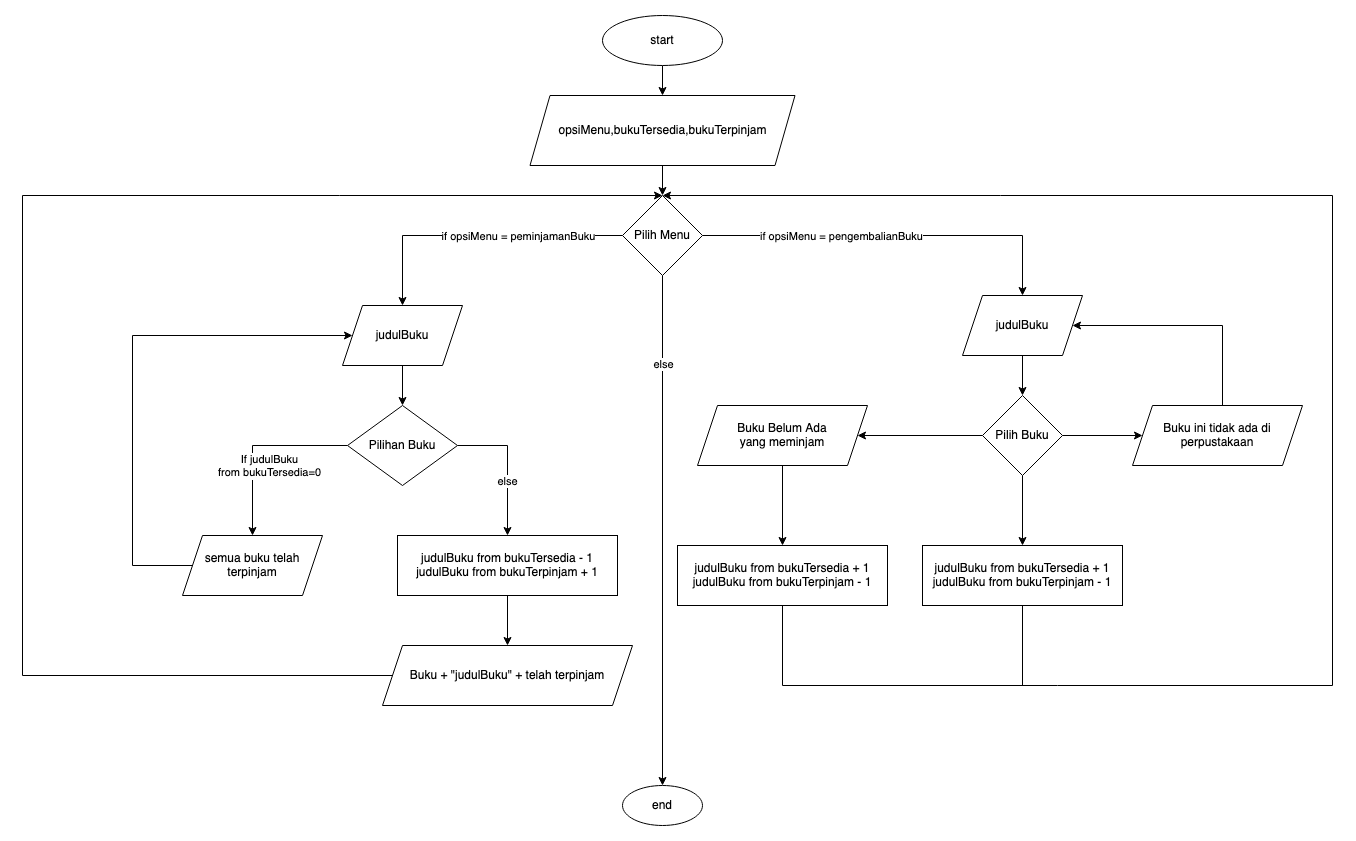 start
opsiMenu,bukuTersedia,bukuTerpinjam
Pilih Menu
if opsiMenu = peminjamanBuku
if opsiMenu = pengembalianBuku
judulBuku
judulBuku
else
Pilihan Buku
If judulBuku
from bukuTersedia=0
else
Buku Belum Ada
yang meminjam
Pilih Buku
Buku ini tidak ada di
perpustakaan
semua buku telah
terpinjam
judulBuku from bukuTersedia - 1
judulBuku from bukuTerpinjam + 1
judulBuku from bukuTersedia + 1
judulBuku from bukuTerpinjam - 1
judulBuku from bukuTersedia + 1
judulBuku from bukuTerpinjam - 1
Buku + "judulBuku" + telah terpinjam
end